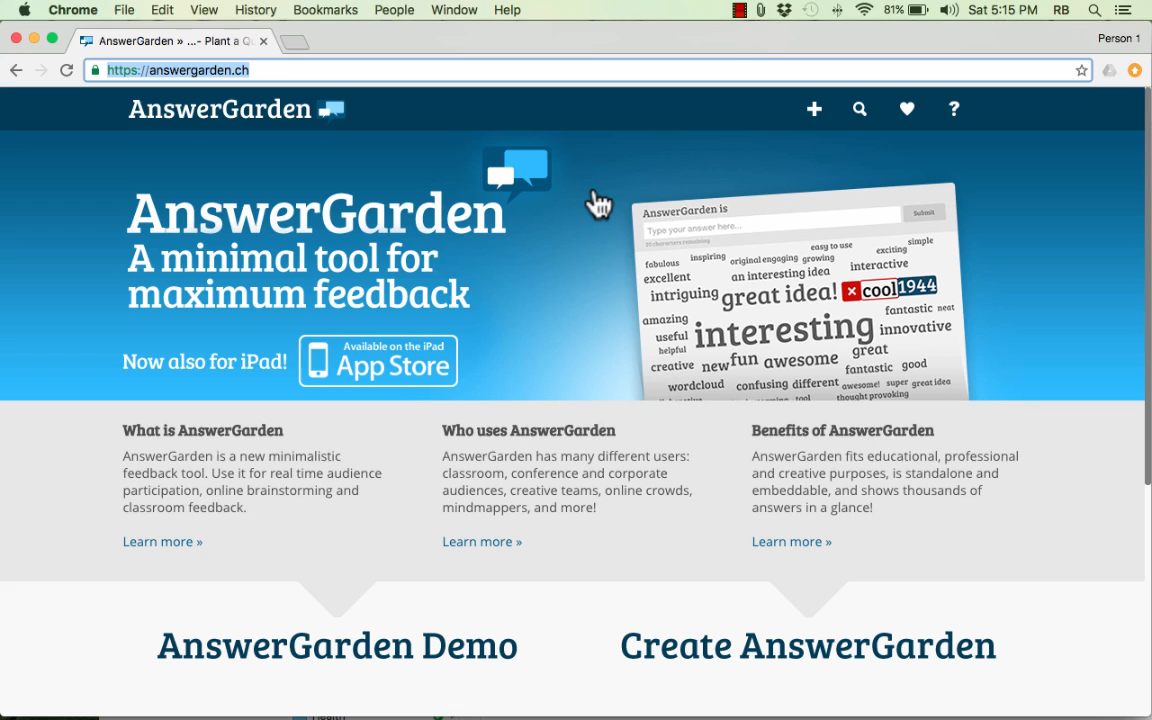 Chrome File Edit View History Bookmarks People Window Help 81% Sat 5:15 PM RB
AnswerGarden » ...- Plant a Q
Person 1
https://answergarden.ch
AnswerGarden
AnswerGarden
A minimal tool for
maximum feedback
Now also for iPad!
Available on the iPad
App Store
AnswerGarden is
Type your answer here...
Submit
20 characters remaining
easy to use
exciting simple
fabulous inspiring original engaging growing
excellent an interesting idea interactive
intriguing great idea! cool 1944
amazing fantastic neat
useful interesting innovative
helpful great
creative new fun awesome fantastic good
wordcloud confusing different awesome! super great idea
tool thought provoking
What is AnswerGarden
AnswerGarden is a new minimalistic
feedback tool. Use it for real time audience
participation, online brainstorming and
classroom feedback.
Learn more »
Who uses AnswerGarden
AnswerGarden has many different users:
classroom, conference and corporate
audiences, creative teams, online crowds,
mindmappers, and more!
Learn more »
Benefits of AnswerGarden
AnswerGarden fits educational, professional
and creative purposes, is standalone and
embeddable, and shows thousands of
answers in a glance!
Learn more »
AnswerGarden Demo
Create AnswerGarden